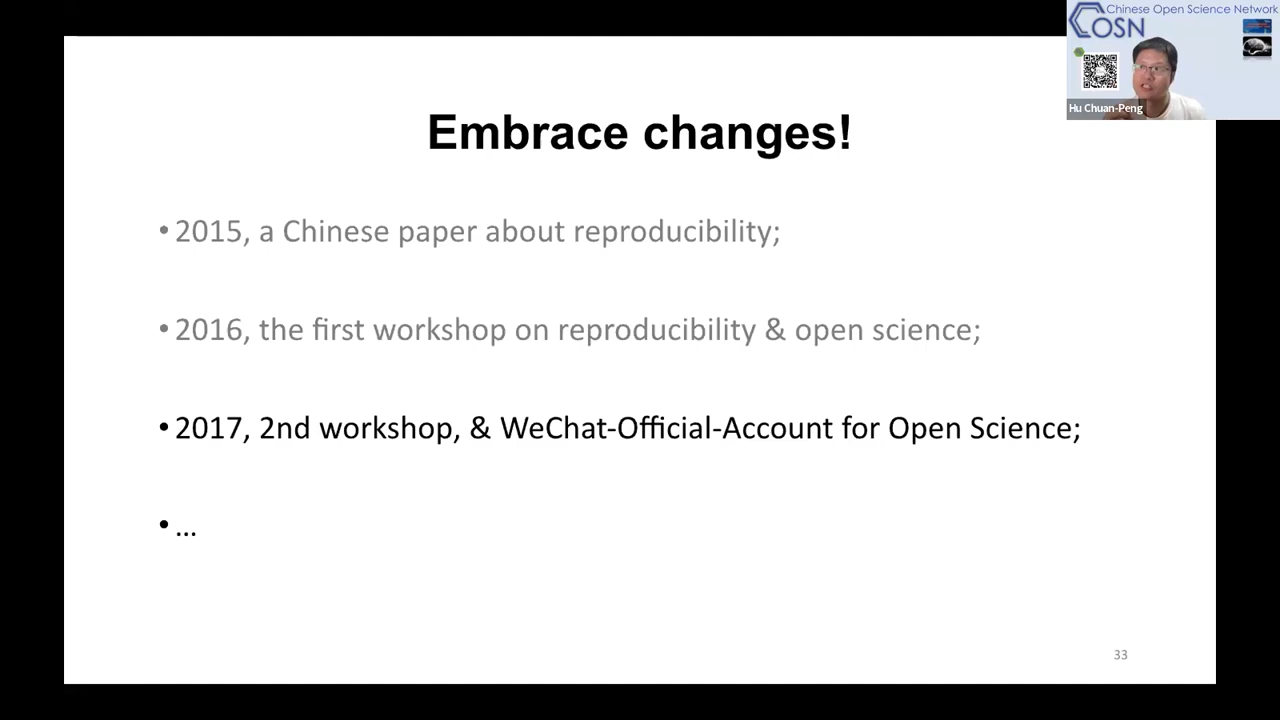 Chinese Open Science Network
COSN
Hu Chuan-Peng
Embrace changes!
• 2015, a Chinese paper about reproducibility;
• 2016, the first workshop on reproducibility & open science;
• 2017, 2nd workshop, & WeChat-Official-Account for Open Science;
• …
33